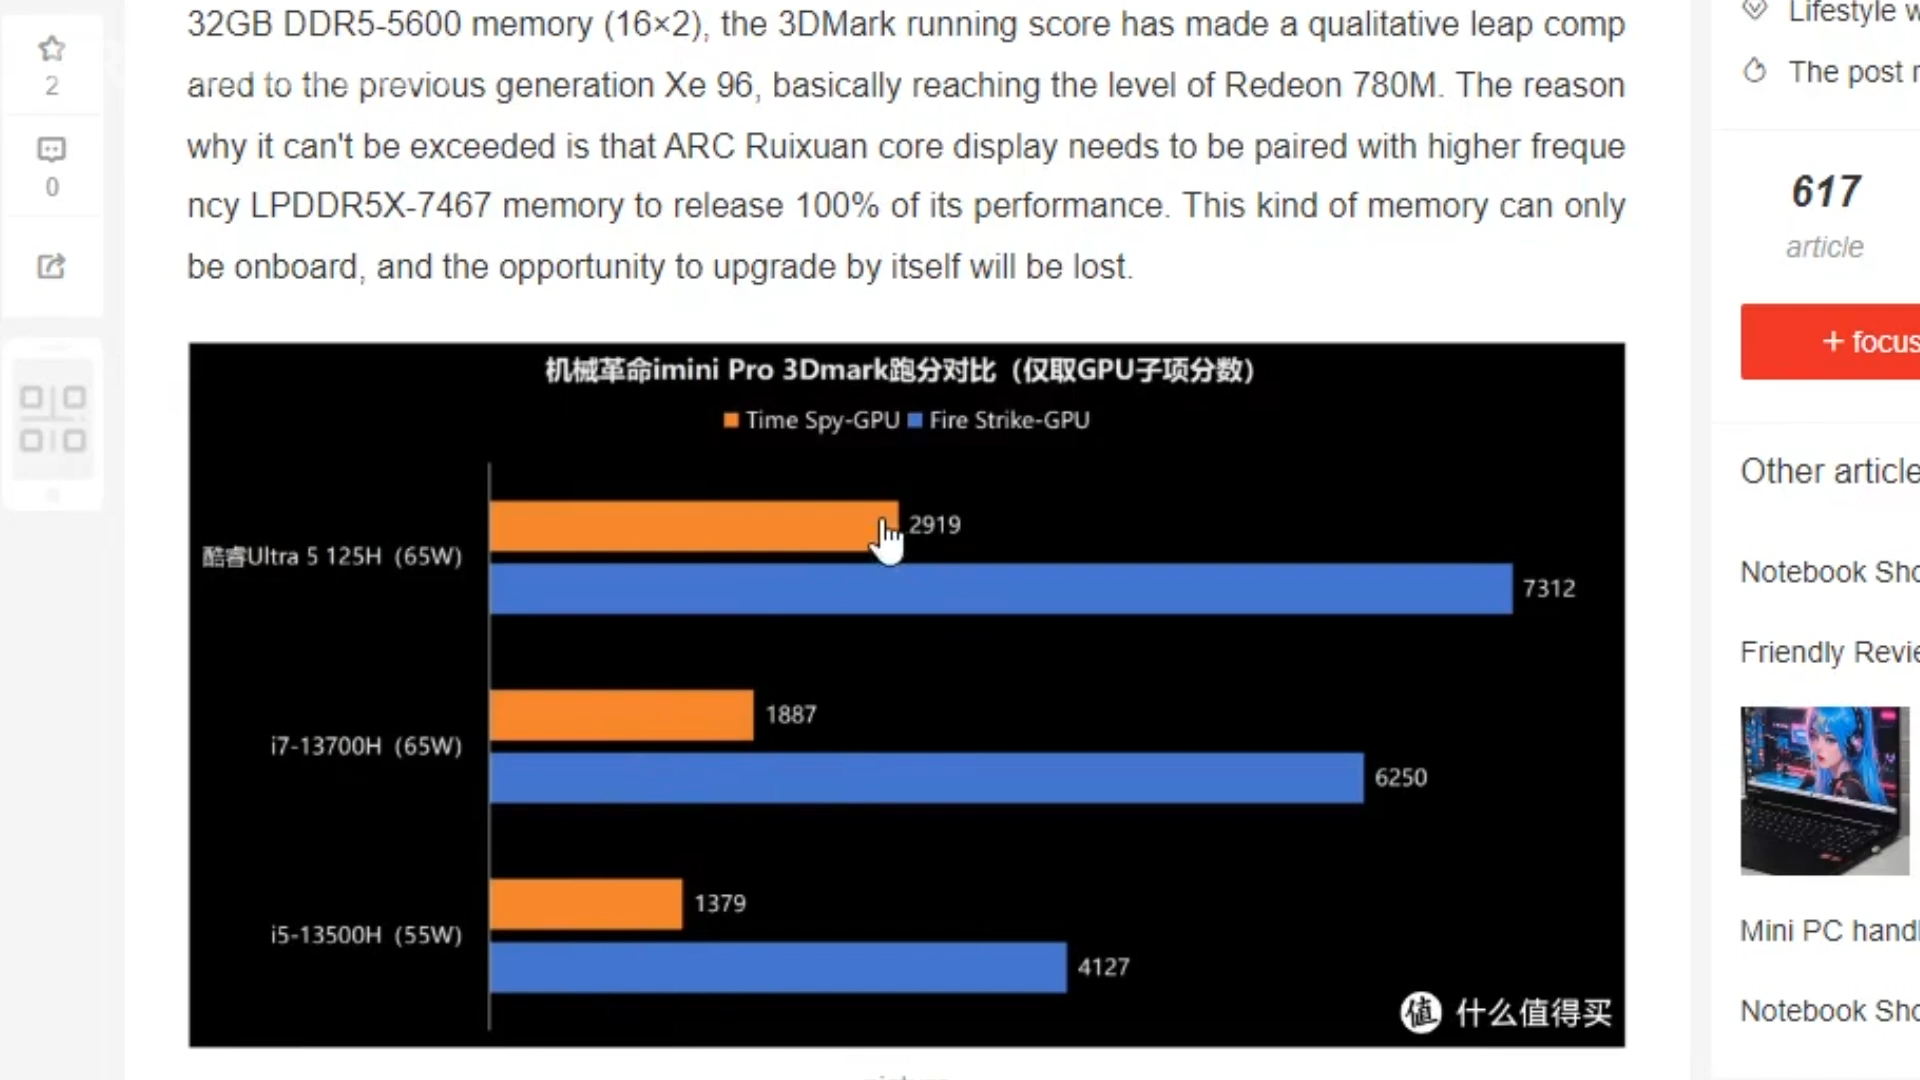 32GB DDR5-5600 memory (16×2), the 3DMark running score has made a qualitative leap comp
ared to the previous generation Xe 96, basically reaching the level of Redeon 780M. The reason
why it can't be exceeded is that ARC Ruixuan core display needs to be paired with higher freque
ncy LPDDR5X-7467 memory to release 100% of its performance. This kind of memory can only
be onboard, and the opportunity to upgrade by itself will be lost.
2
0
机械革命imini Pro 3Dmark跑分对比（仅取GPU子项分数）
Time Spy-GPU Fire Strike-GPU
酷睿Ultra 5 125H（65W）
2919
7312
i7-13700H（65W）
1887
6250
i5-13500H（55W）
1379
4127
值 什么值得买
Lifestyle
The post
617
article
+ focus
Other article
Notebook
Friendly
Mini PC
Notebook